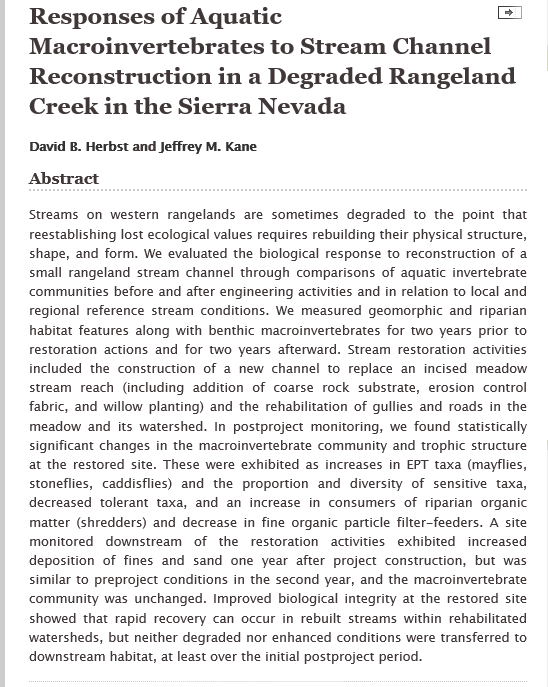 Responses of Aquatic
Macroinvertebrates to Stream Channel
Reconstruction in a Degraded Rangeland
Creek in the Sierra Nevada
David B. Herbst and Jeffrey M. Kane
Abstract
Streams on western rangelands are sometimes degraded to the point that
reestablishing lost ecological values requires rebuilding their physical structure,
shape, and form. We evaluated the biological response to reconstruction of a
small rangeland stream channel through comparisons of aquatic invertebrate
communities before and after engineering activities and in relation to local and
regional reference stream conditions. We measured geomorphic and riparian
habitat features along with benthic macroinvertebrates for two years prior to
restoration actions and for two years afterward. Stream restoration activities
included the construction of a new channel to replace an incised meadow
stream reach (including addition of coarse rock substrate, erosion control
fabric, and willow planting) and the rehabilitation of gullies and roads in the
meadow and its watershed. In postproject monitoring, we found statistically
significant changes in the macroinvertebrate community and trophic structure
at the restored site. These were exhibited as increases in EPT taxa (mayflies,
stoneflies, caddisflies) and the proportion and diversity of sensitive taxa,
decreased tolerant taxa, and an increase in consumers of riparian organic
matter (shredders) and decrease in fine organic particle filter-feeders. A site
monitored downstream of the restoration activities exhibited increased
deposition of fines and sand one year after project construction, but was
similar to preproject conditions in the second year, and the macroinvertebrate
community was unchanged. Improved biological integrity at the restored site
showed that rapid recovery can occur in rebuilt streams within rehabilitated
watersheds, but neither degraded nor enhanced conditions were transferred to
downstream habitat, at least over the initial postproject period.